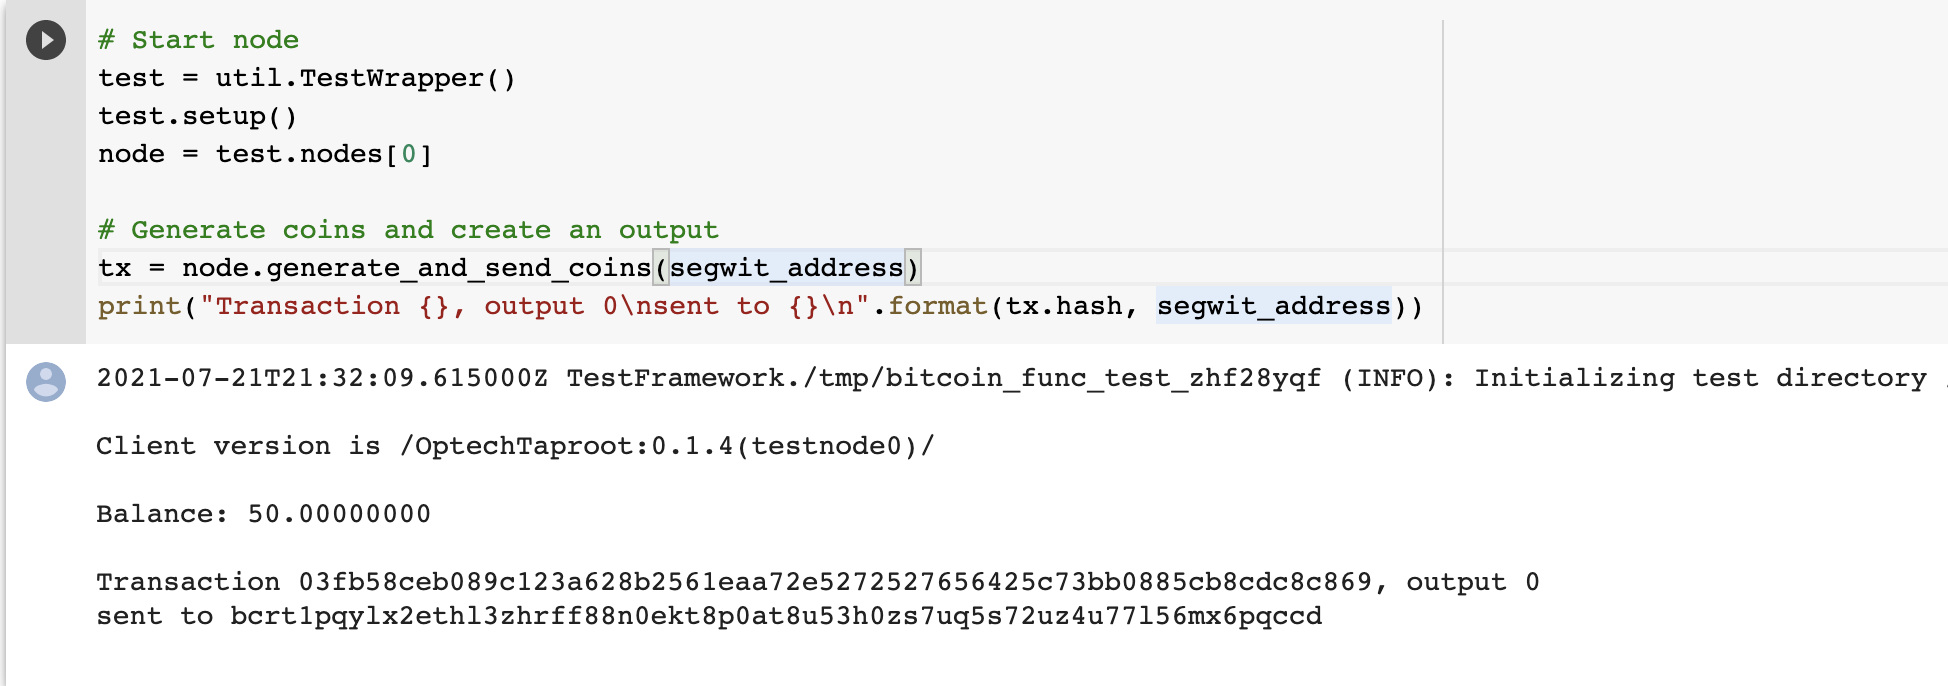 # Start node
test = util.TestWrapper()
test.setup()
node = test.nodes[0]
# Generate coins and create an output
tx = node.generate_and_send_coins(segwit_address)
print("Transaction {}, output 0\nsent to {}\n".format(tx.hash, segwit_address))
2021-07-21T21:32:09.615000Z TestFramework./tmp/bitcoin_func_test_zhf28yqf (INFO): Initializing test directory
Client version is /OptechTaproot:0.1.4(testnode0)/
Balance: 50.00000000
Transaction 03fb58ceb089c123a628b2561eaa72e5272527656425c73bb0885cb8cdc8c869, output 0
sent to bcrt1pqylx2ethl3zhrff88n0ekt8p0at8u53h0zs7uq5s72uz4u77l56mx6pqccd